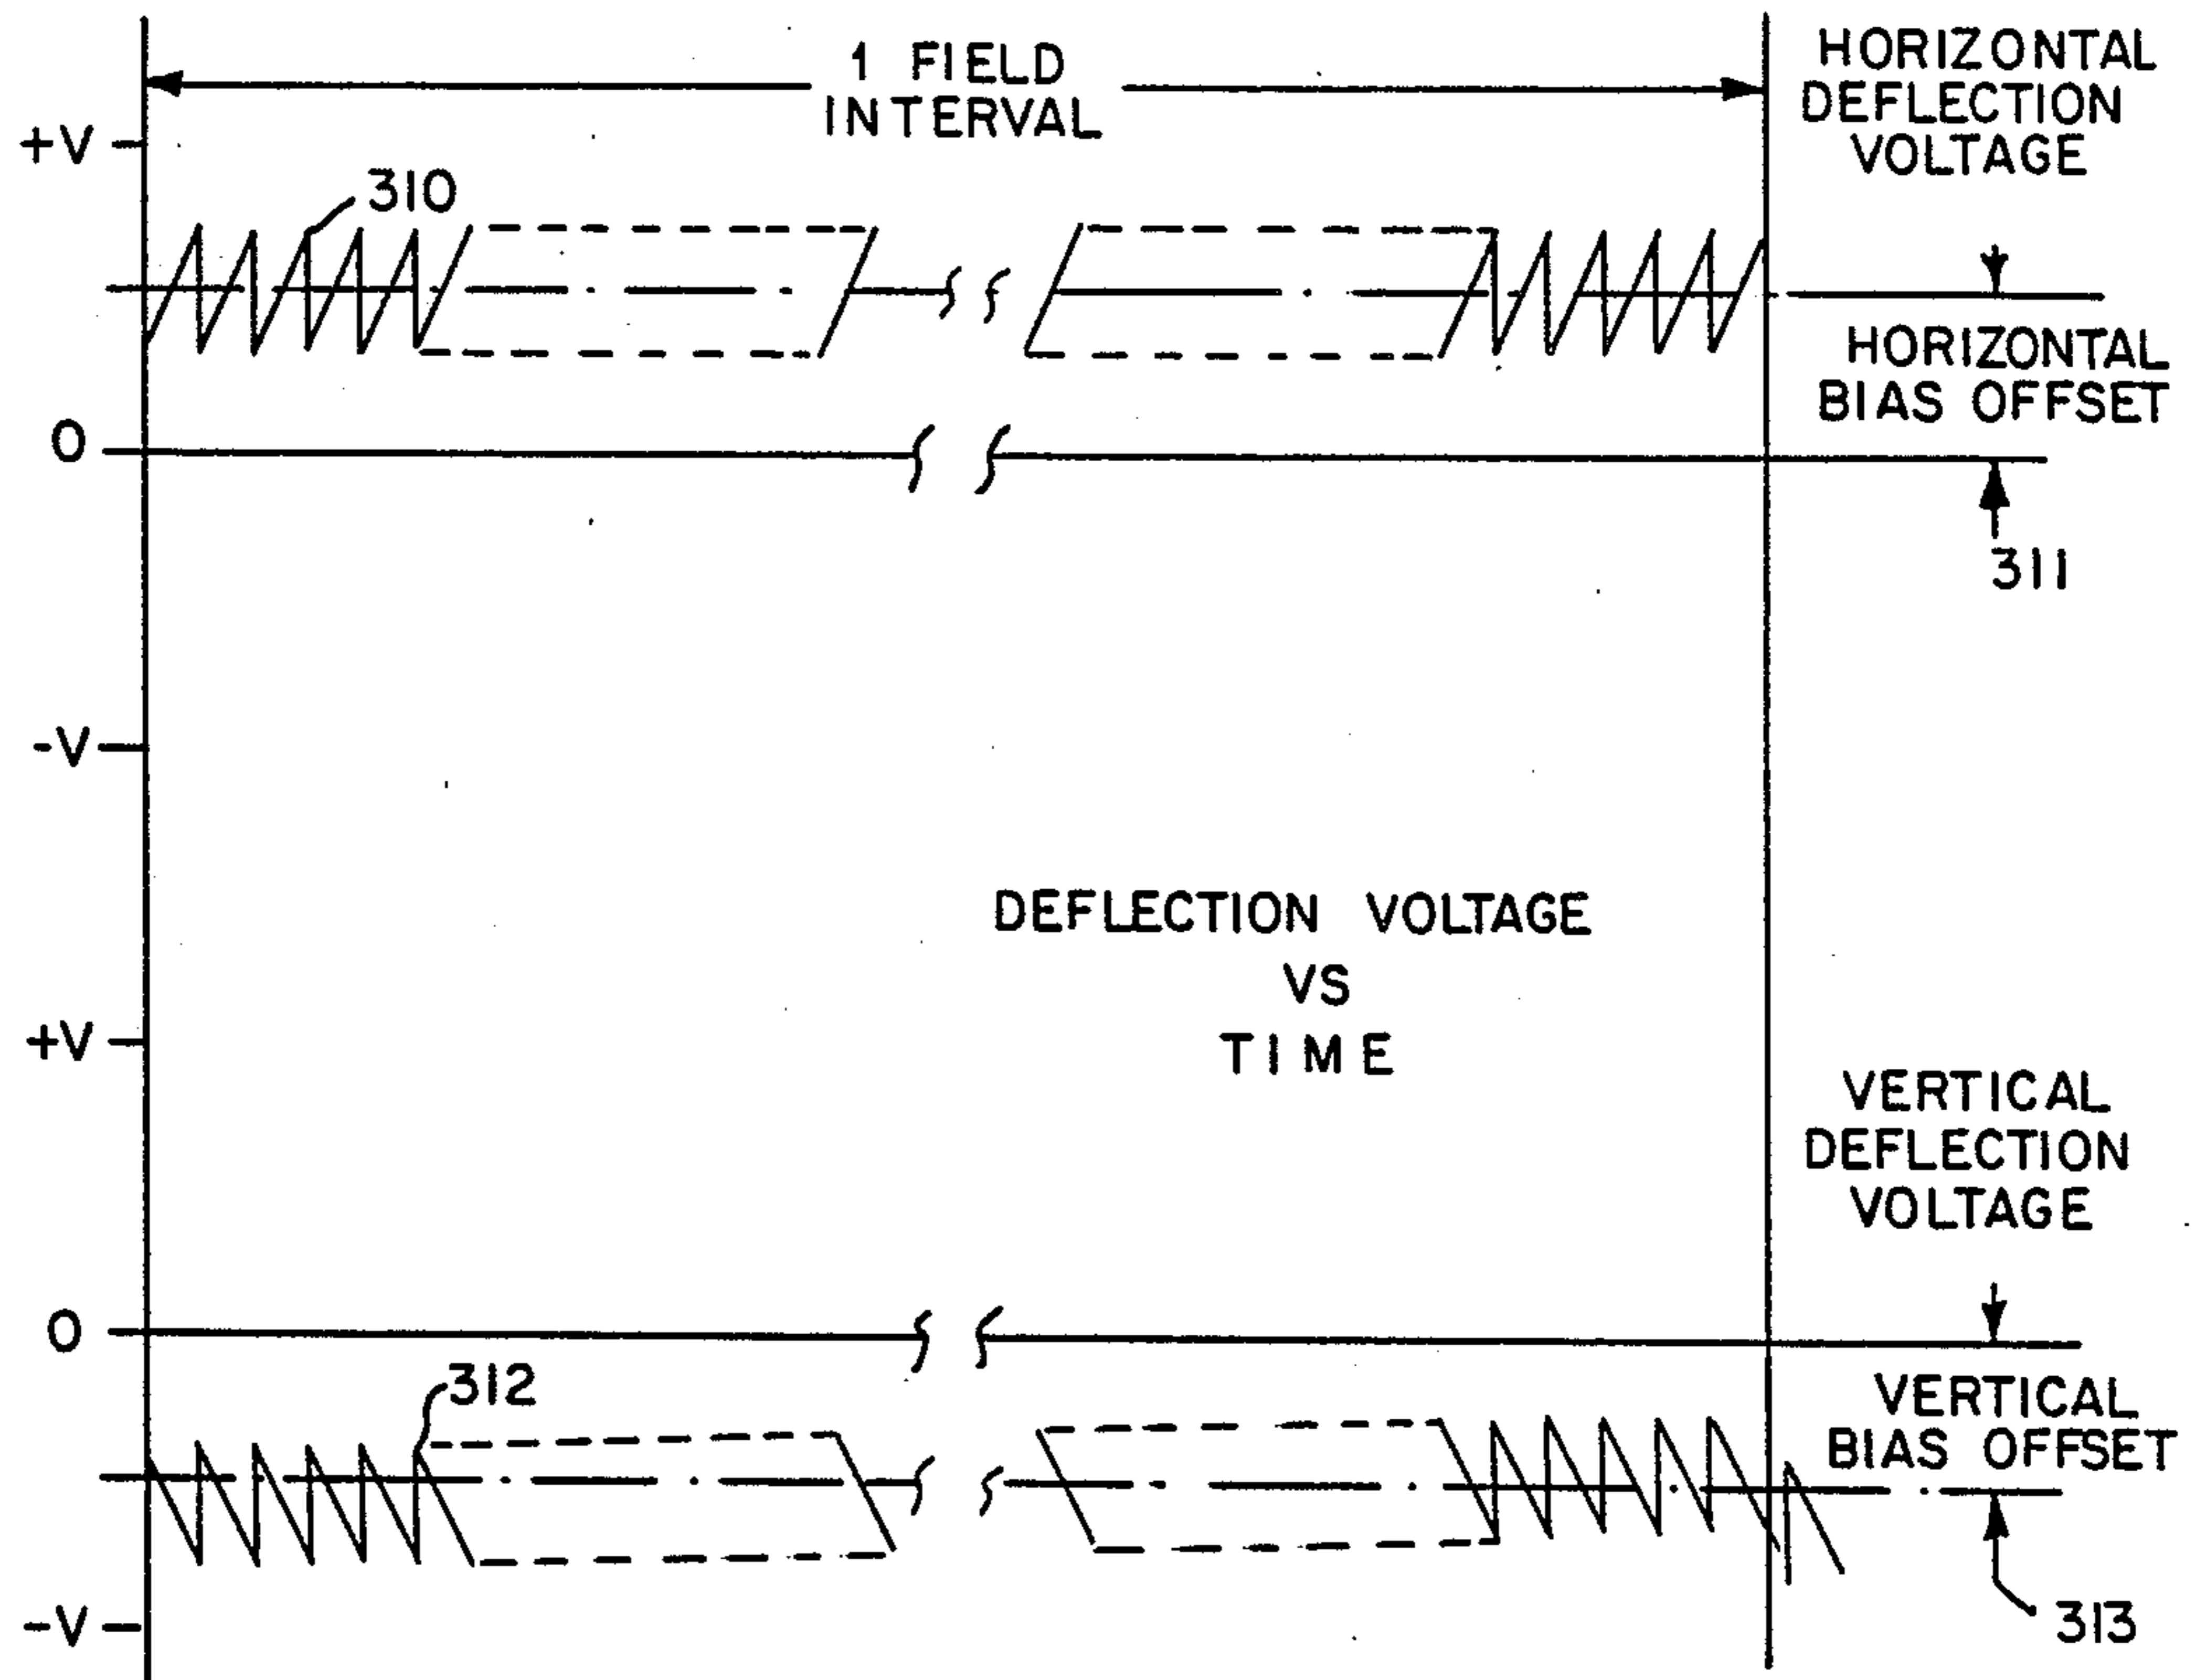 1 FIELD
INTERVAL
HORIZONTAL
DEFLECTION
VOLTAGE
+V
310
HORIZONTAL
BIAS OFFSET
0
311
-V
DEFLECTION VOLTAGE
VS
TIME
+V
VERTICAL
DEFLECTION
VOLTAGE
0
312
VERTICAL
BIAS OFFSET
-V
313